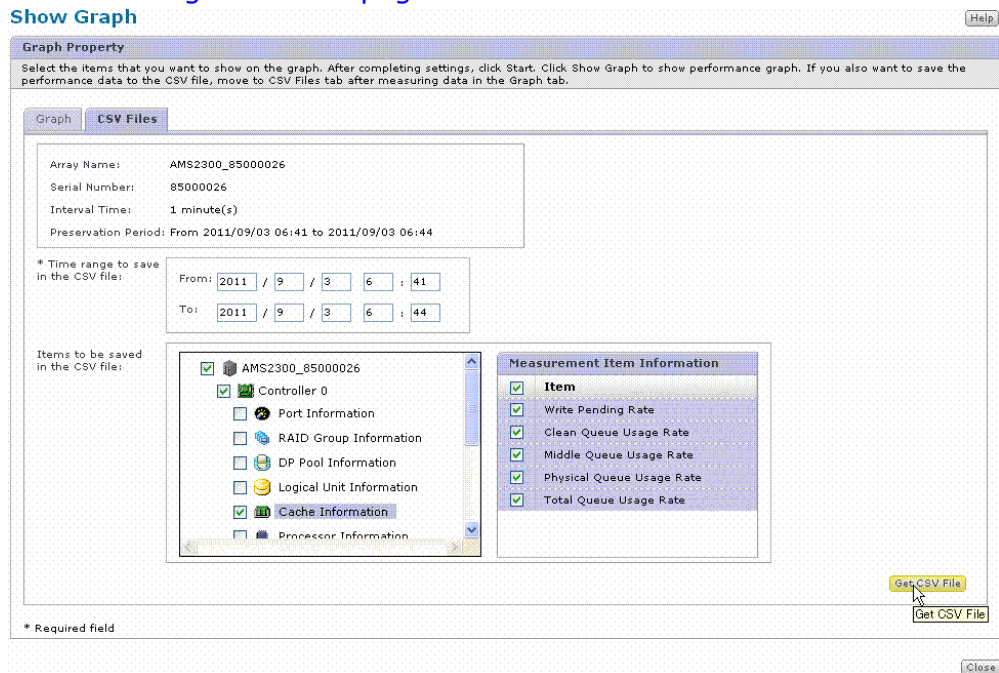 Show Graph
Help
Graph Property
Select the items that you want to show on the graph. After completing settings, click Start. Click Show Graph to show performance graph. If you also want to save the
performance data to the CSV file, move to CSV Files tab after measuring data in the Graph tab.
Graph CSV Files
Array Name: AMS2300_85000026
Serial Number: 85000026
Interval Time: 1 minute(s)
Preservation Period: From 2011/09/03 06:41 to 2011/09/03 06:44
* Time range to save
in the CSV file:
From: 2011 / 9 / 3 6 : 41
To: 2011 / 9 / 3 6 : 44
Items to be saved
in the CSV file:
AMS2300_85000026
Controller 0
Port Information
RAID Group Information
DP Pool Information
Logical Unit Information
Cache Information
Processor Information
Measurement Item Information
Item
Write Pending Rate
Clean Queue Usage Rate
Middle Queue Usage Rate
Physical Queue Usage Rate
Total Queue Usage Rate
Get CSV File
Get CSV File
* Required field
Close